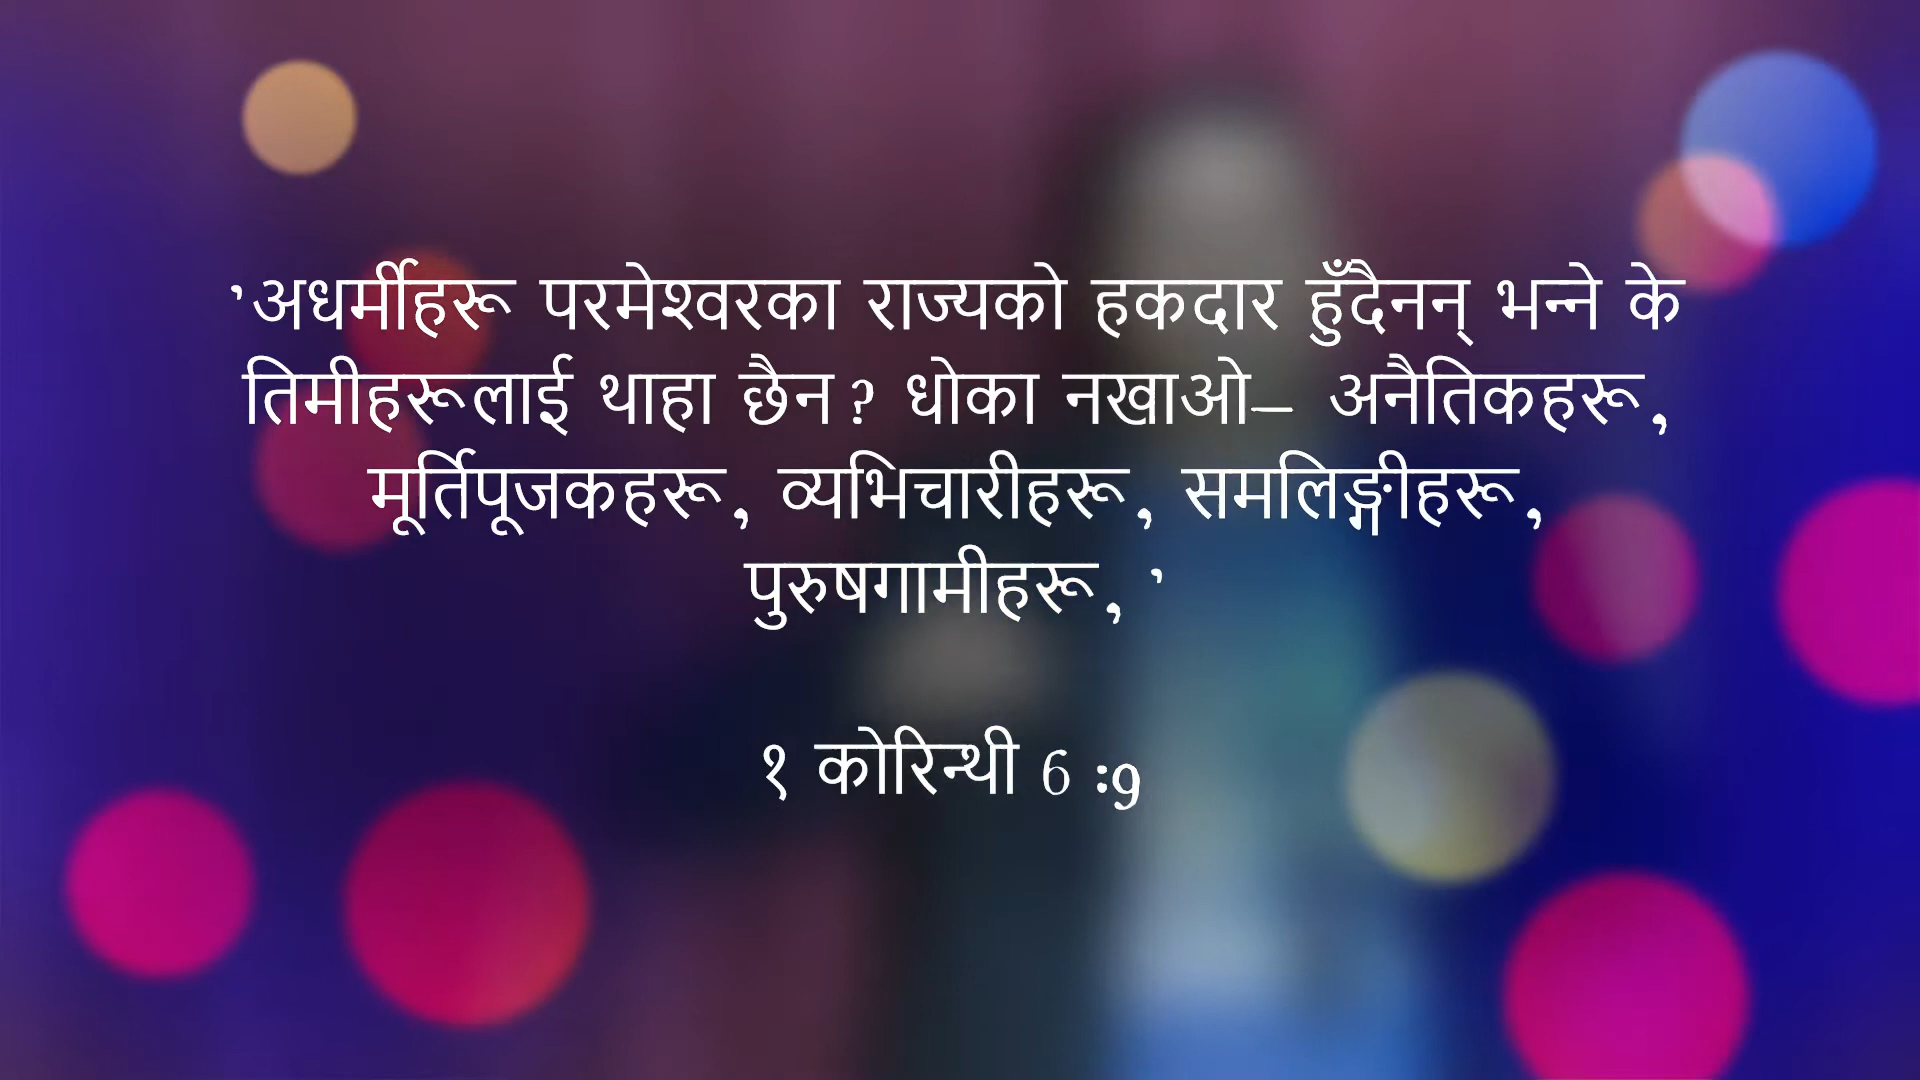 ’अधर्मीहरू परमेश्वरका राज्यको हकदार हुँदैनन् भन्ने के
तिमीहरूलाई थाहा छैन? धोका नखाओ— अनैतिकहरू,
मूर्तिपूजकहरू, व्यभिचारीहरू, समलिङ्गीहरू,
पुरुषगामीहरू, ’
१ कोरिन्थी 6 :9